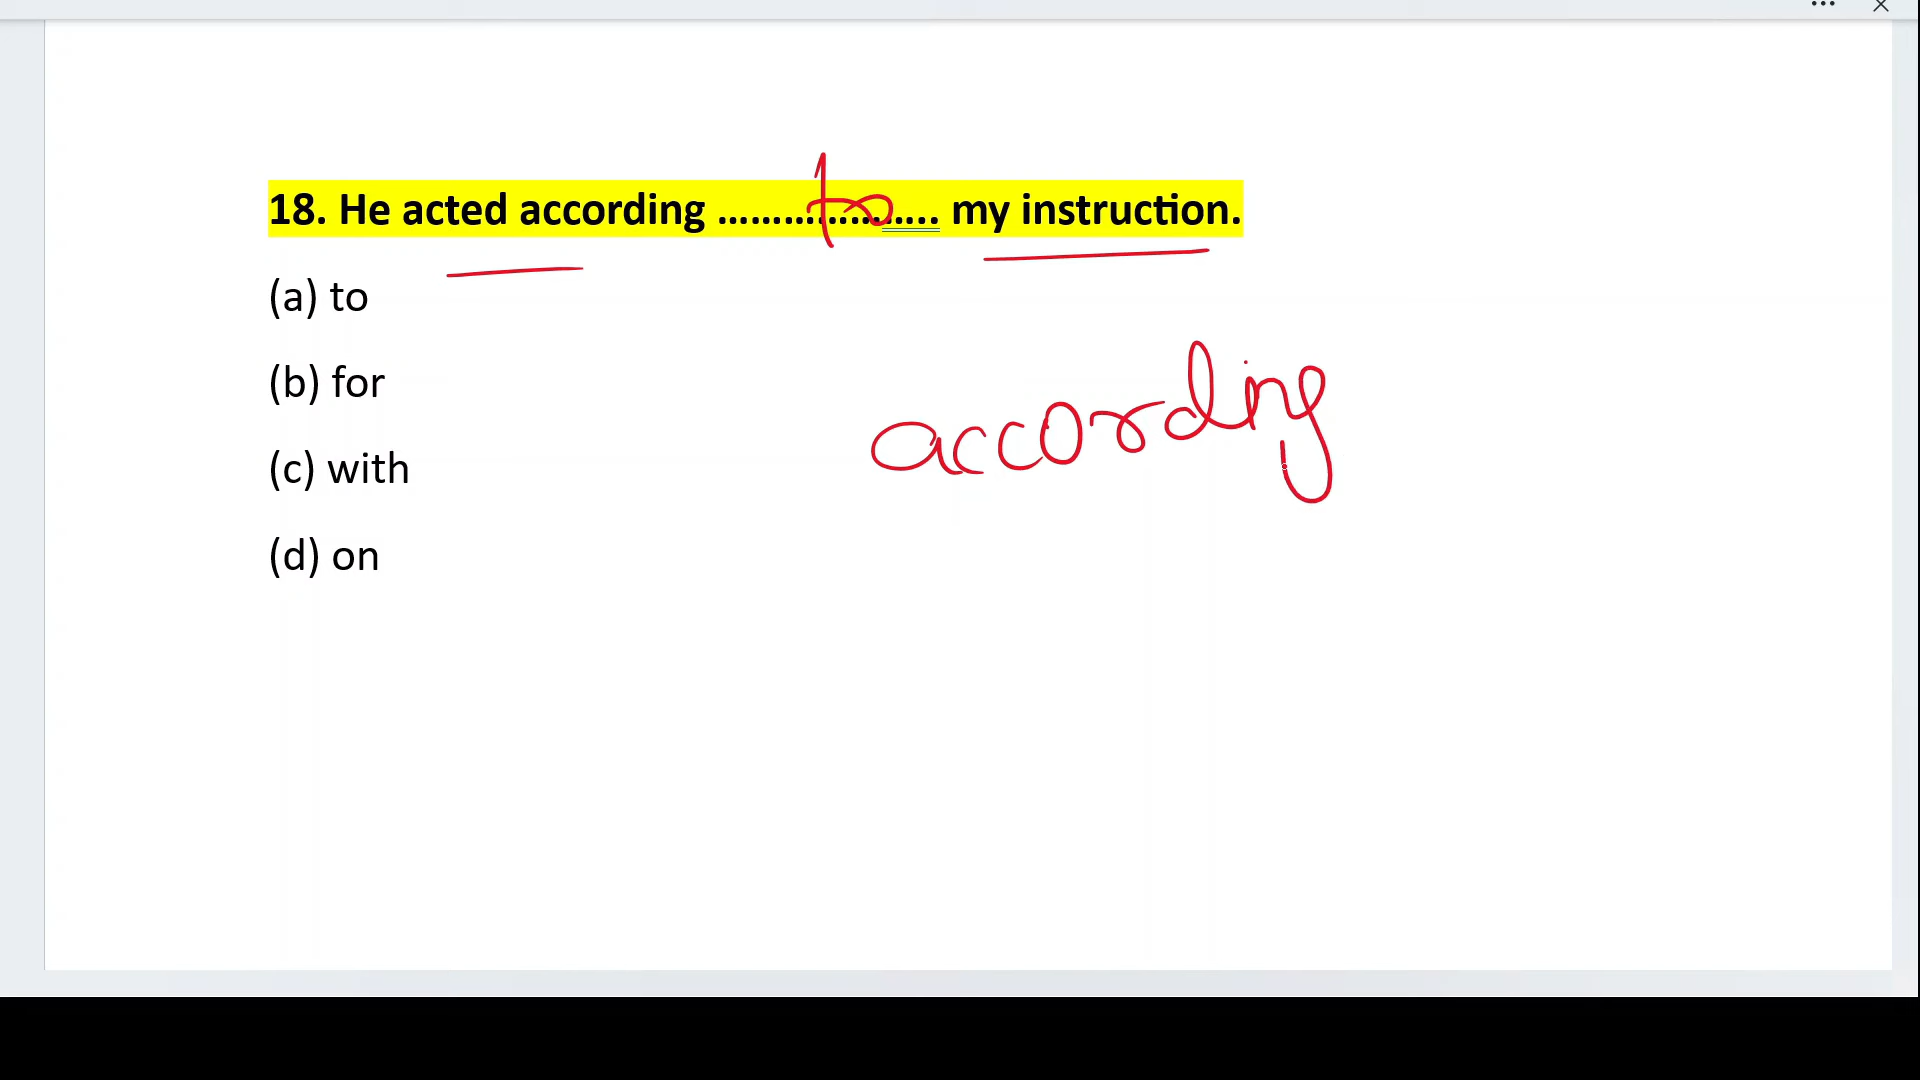 18. He acted according ...................... my instruction.
to
(a) to
(b) for
according
(c) with
(d) on